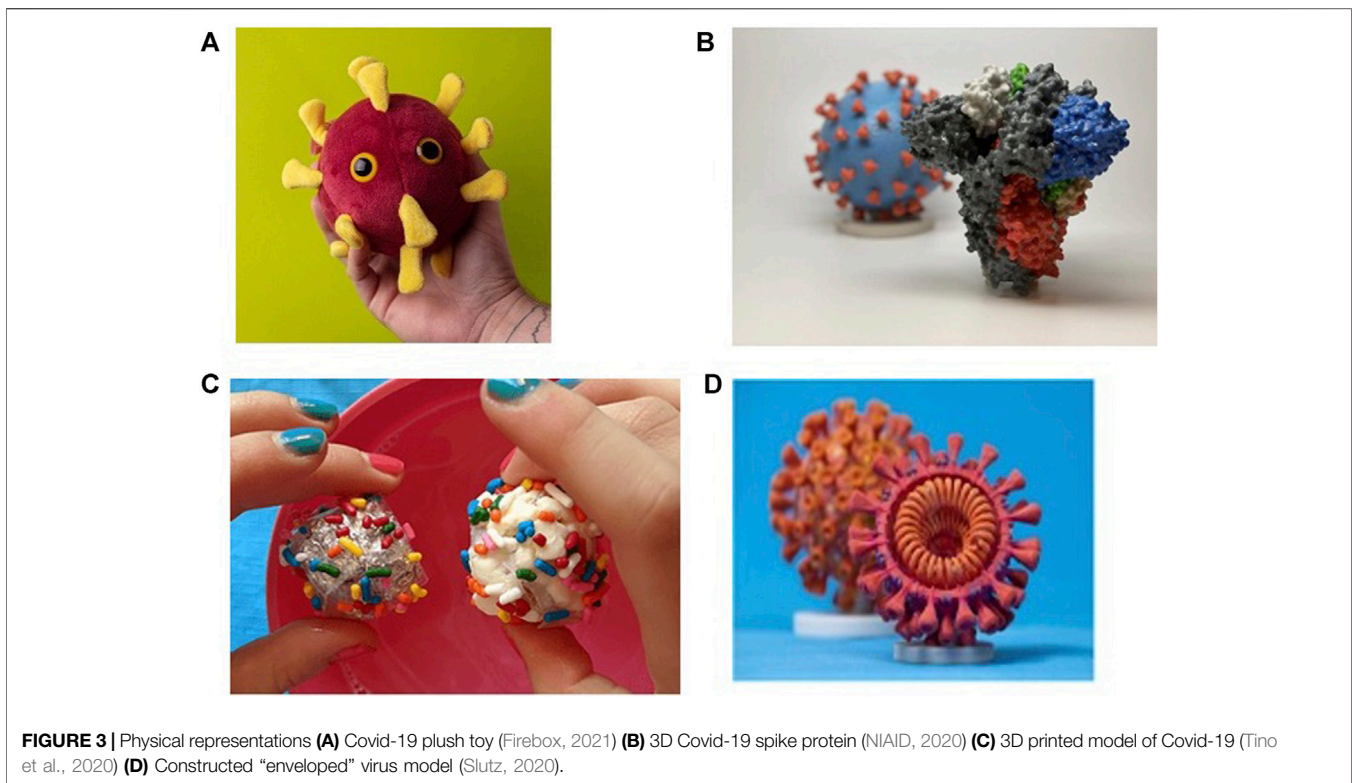 A
B
C
D
FIGURE 3 | Physical representations (A) Covid-19 plush toy (Firebox, 2021) (B) 3D Covid-19 spike protein (NIAID, 2020) (C) 3D printed model of Covid-19 (Tino
et al., 2020) (D) Constructed “enveloped” virus model (Slutz, 2020).